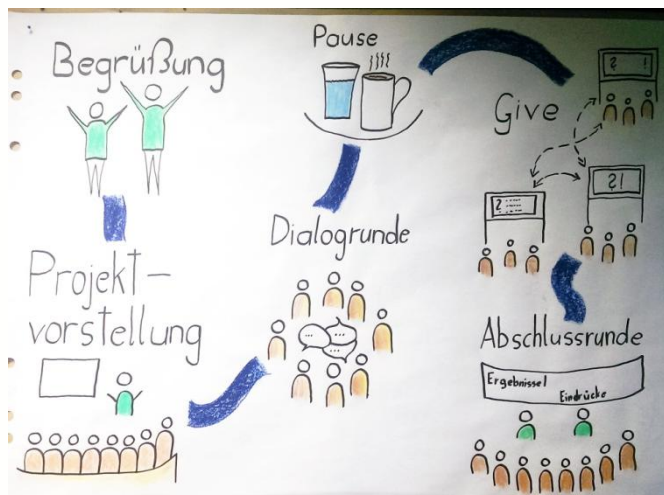 Begrüßung
Projekt-
vorstellung
Dialogrunde
Pause
Give
? !
? !
?
Abschlussrunde
Ergebnisse!
Eindrücke